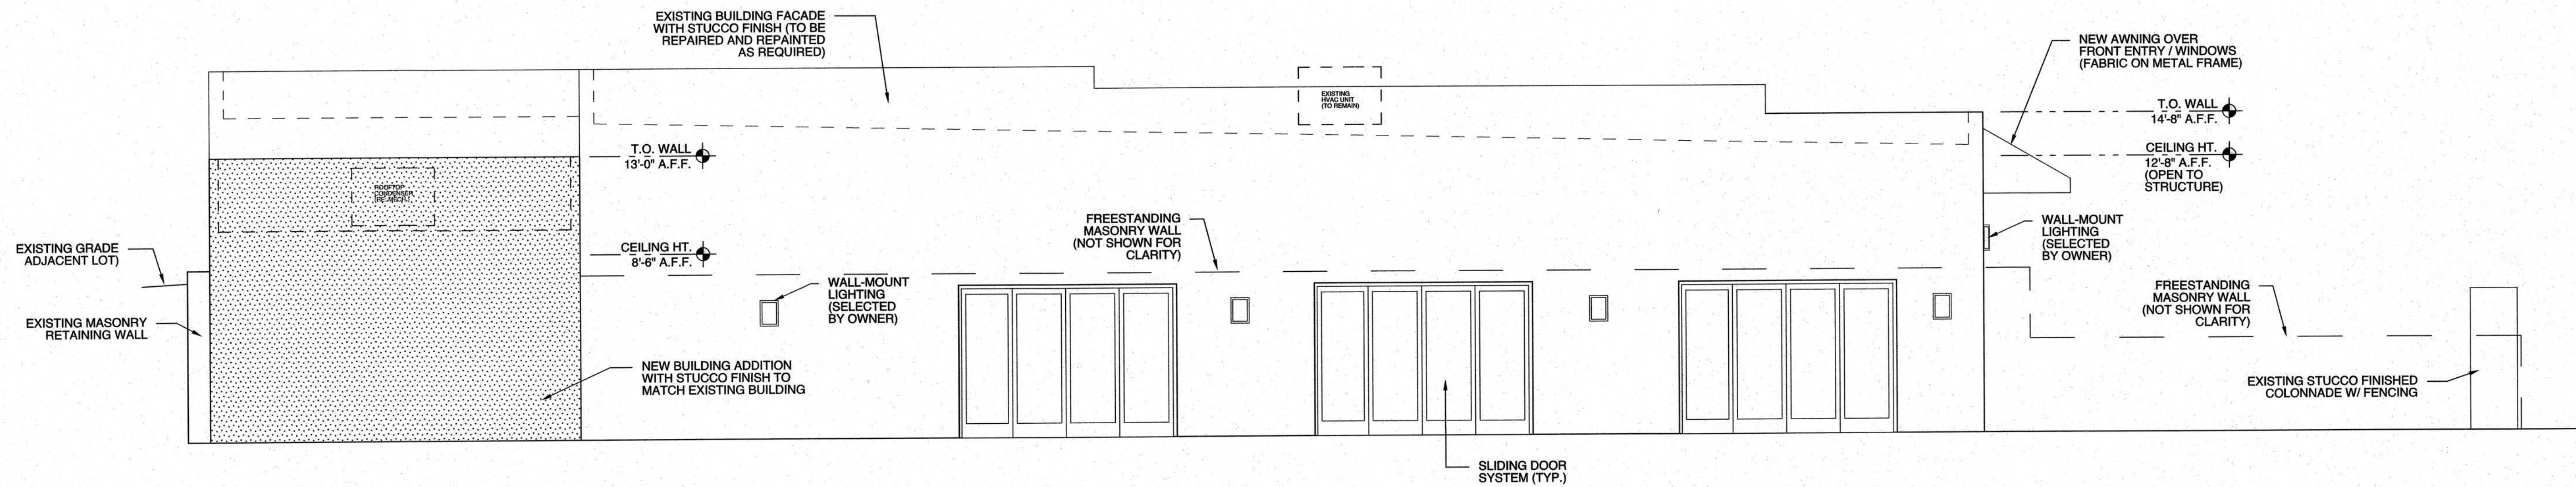 EXISTING BUILDING FACADE
WITH STUCCO FINISH (TO BE
REPAIRED AND REPAINTED
AS REQUIRED)
NEW AWNING OVER
FRONT ENTRY / WINDOWS
(FABRIC ON METAL FRAME)
EXISTING
HVAC UNIT
(TO REMAIN)
T.O. WALL
14'-8" A.F.F.
T.O. WALL
13'-0" A.F.F.
CEILING HT.
12'-8" A.F.F.
(OPEN TO
STRUCTURE)
ROOFTOP
CONDENSER
(RE: MECH.)
FREESTANDING
MASONRY WALL
(NOT SHOWN FOR
CLARITY)
WALL-MOUNT
LIGHTING
(SELECTED
BY OWNER)
EXISTING GRADE
ADJACENT LOT)
CEILING HT.
8'-6" A.F.F.
WALL-MOUNT
LIGHTING
(SELECTED
BY OWNER)
FREESTANDING
MASONRY WALL
(NOT SHOWN FOR
CLARITY)
EXISTING MASONRY
RETAINING WALL
NEW BUILDING ADDITION
WITH STUCCO FINISH TO
MATCH EXISTING BUILDING
EXISTING STUCCO FINISHED
COLONNADE W/ FENCING
SLIDING DOOR
SYSTEM (TYP.)